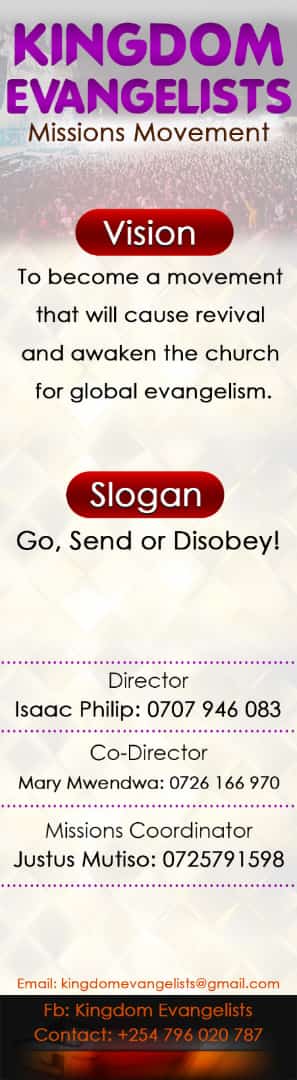 KINGDOM
EVANGELISTS
Missions Movement
Vision
To become a movement
that will cause revival
and awaken the church
for global evangelism.
Slogan
Go, Send or Disobey!
Director
Isaac Philip: 0707 946 083
Co-Director
Mary Mwendwa: 0726 166 970
Missions Coordinator
Justus Mutiso: 0725791598
Email: kingdomevangelists@gmail.com
Fb: Kingdom Evangelists
Contact: +254 796 020 787